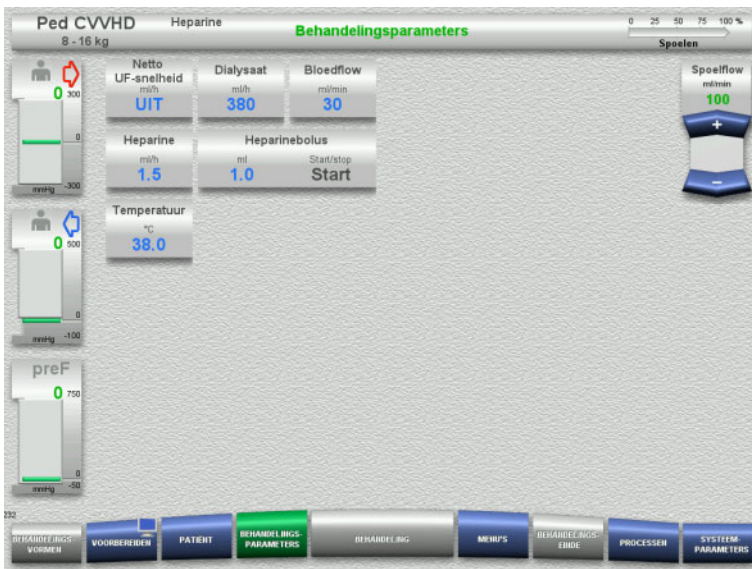 Ped CVVHD Heparine
8 - 16 kg
Behandelingsparameters
0 25 50 75 100 %
Spoelen
0 300
0
mmHg -300
Netto
UF-snelheid
ml/h
UIT
Dialysaat
ml/h
380
Bloedflow
ml/min
30
Spoelflow
ml/min
100
+
−
Heparine
ml/h
1.5
Heparinebolus
ml
1.0
Start/stop
Start
0 500
0
mmHg -100
Temperatuur
°C
38.0
preF
0 750
0
mmHg -50
232
BEHANDELINGS-
VORMEN
VOORBEREIDEN
PATIËNT
BEHANDELINGS-
PARAMETERS
BEHANDELING
MENU'S
BEHANDELINGS-
EINDE
PROCESSEN
SYSTEEM-
PARAMETERS